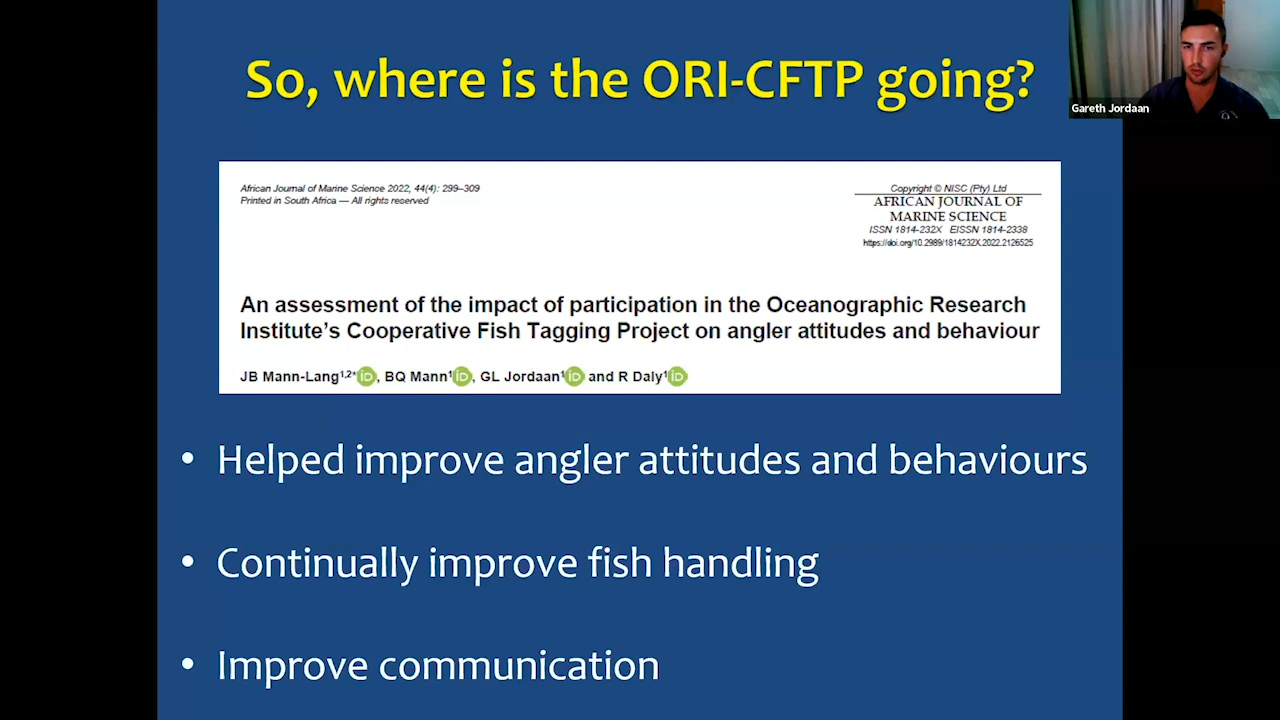 So, where is the ORI-CFTP going?
Gareth Jordaan
African Journal of Marine Science 2022, 44(4): 299–309
Printed in South Africa — All rights reserved
Copyright © NISC (Pty) Ltd
AFRICAN JOURNAL OF
MARINE SCIENCE
ISSN 1814-232X EISSN 1814-2338
https://doi.org/10.2989/1814232X.2022.2126525
An assessment of the impact of participation in the Oceanographic Research
Institute’s Cooperative Fish Tagging Project on angler attitudes and behaviour
JB Mann-Lang1,2* iD, BQ Mann1 iD, GL Jordaan1 iD and R Daly1 iD
• Helped improve angler attitudes and behaviours
• Continually improve fish handling
• Improve communication